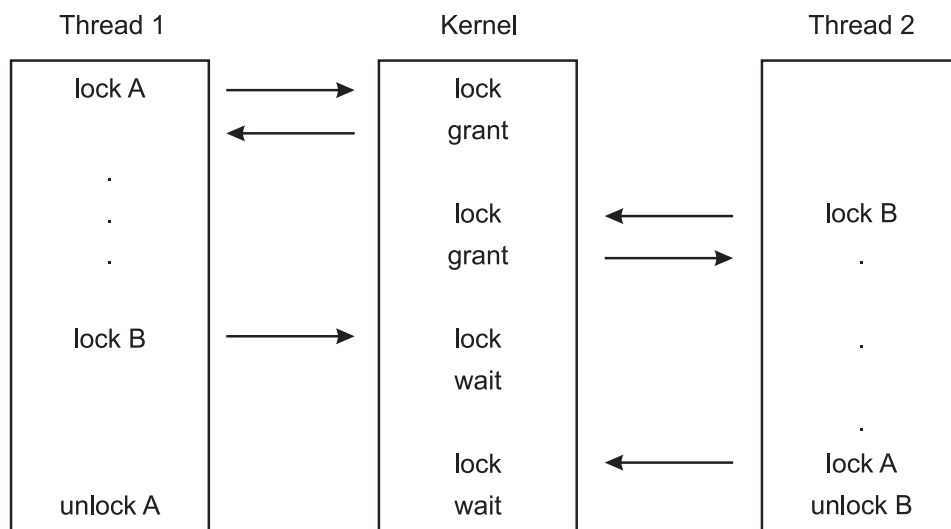 Thread 1 Kernel Thread 2
lock A lock
grant
.
. lock lock B
. grant .
lock B lock .
wait
.
lock lock A
unlock A wait unlock B